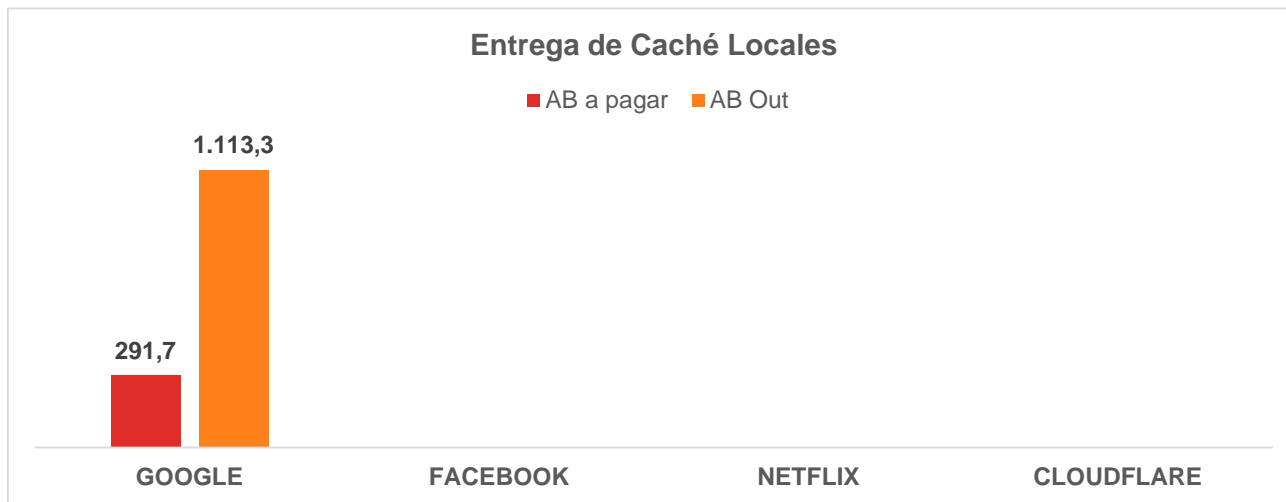 Entrega de Caché Locales
AB a pagar AB Out
1.113,3
291,7
GOOGLE FACEBOOK NETFLIX CLOUDFLARE